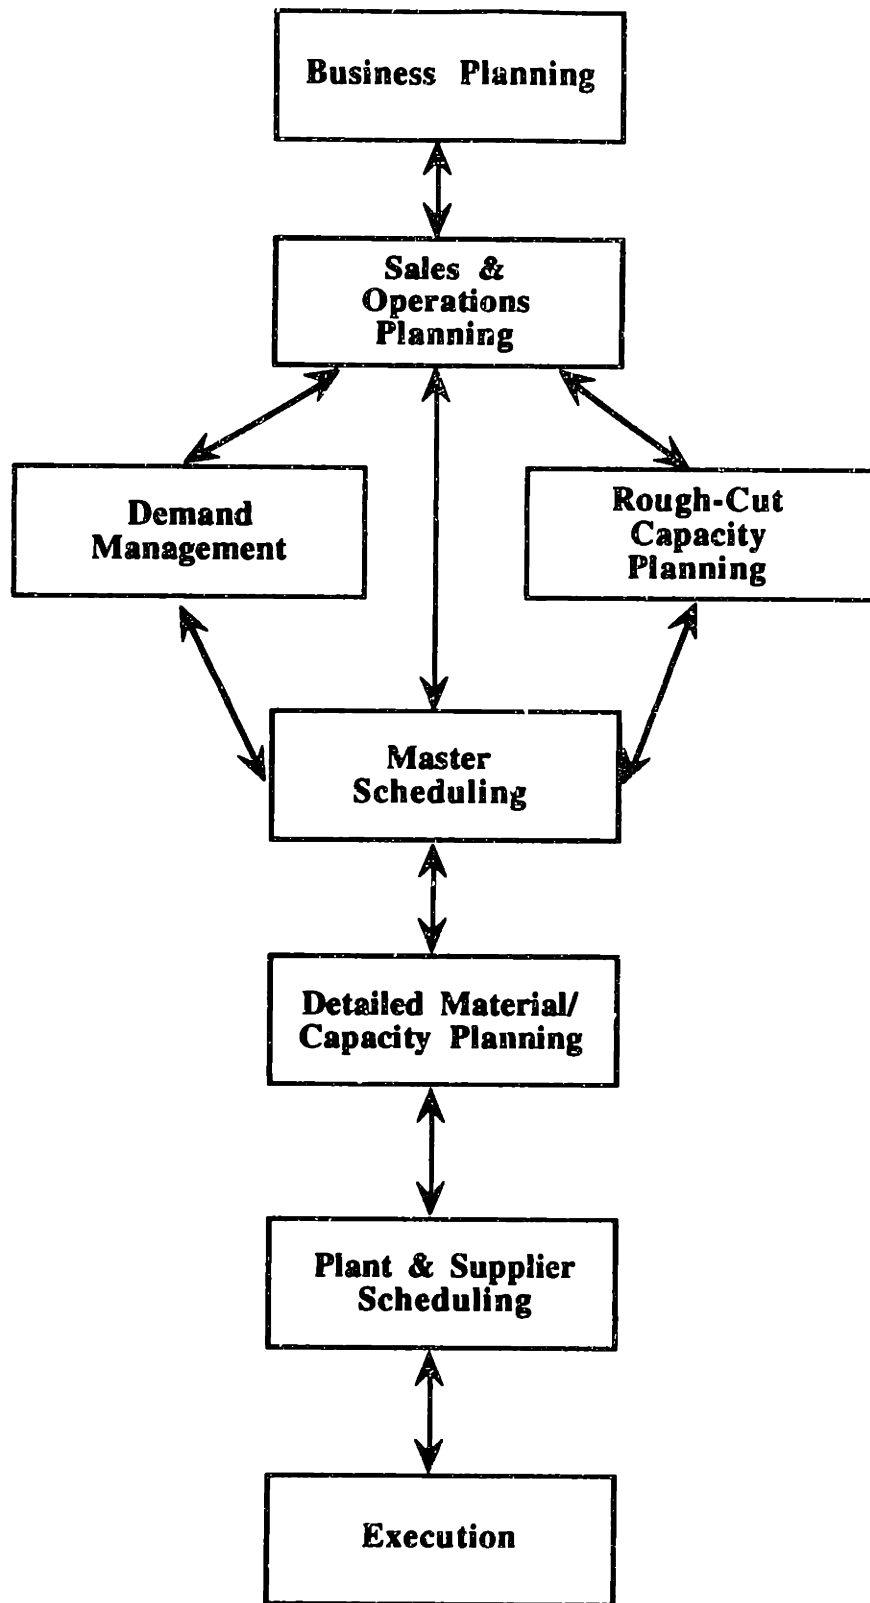 Business Planning
Sales &
Operations
Planning
Demand
Management
Rough-Cut
Capacity
Planning
Master
Scheduling
Detailed Material/
Capacity Planning
Plant & Supplier
Scheduling
Execution